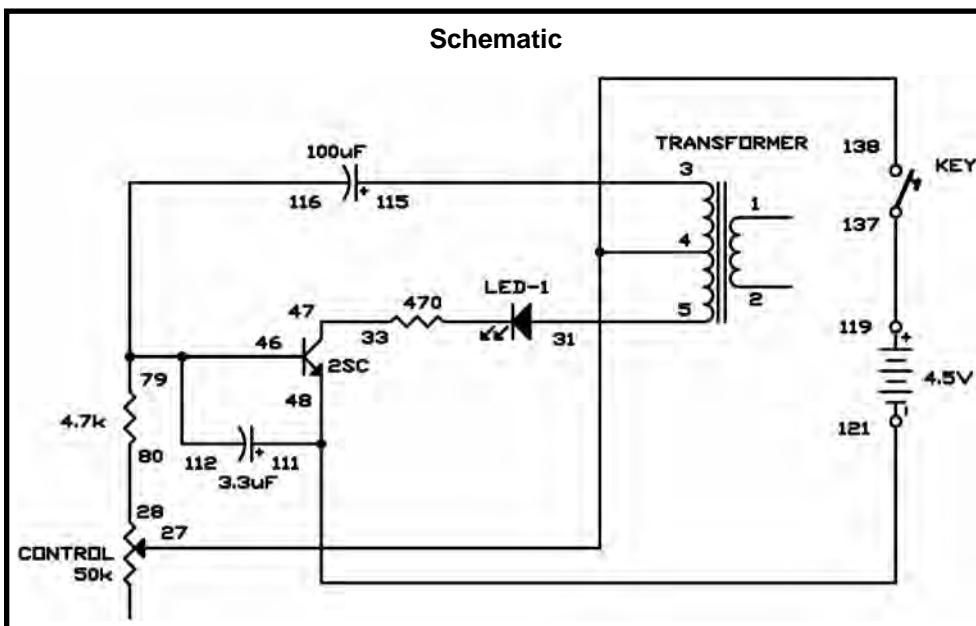 Schematic
TRANSFORMER
138
KEY
100uF
3
116
115
1
137
4
LED-1
2
47
470
5
119
46
33
31
+
79
2SC
4.5V
4.7k
48
121
80
112
111
3.3uF
28
27
CONTROL
50k